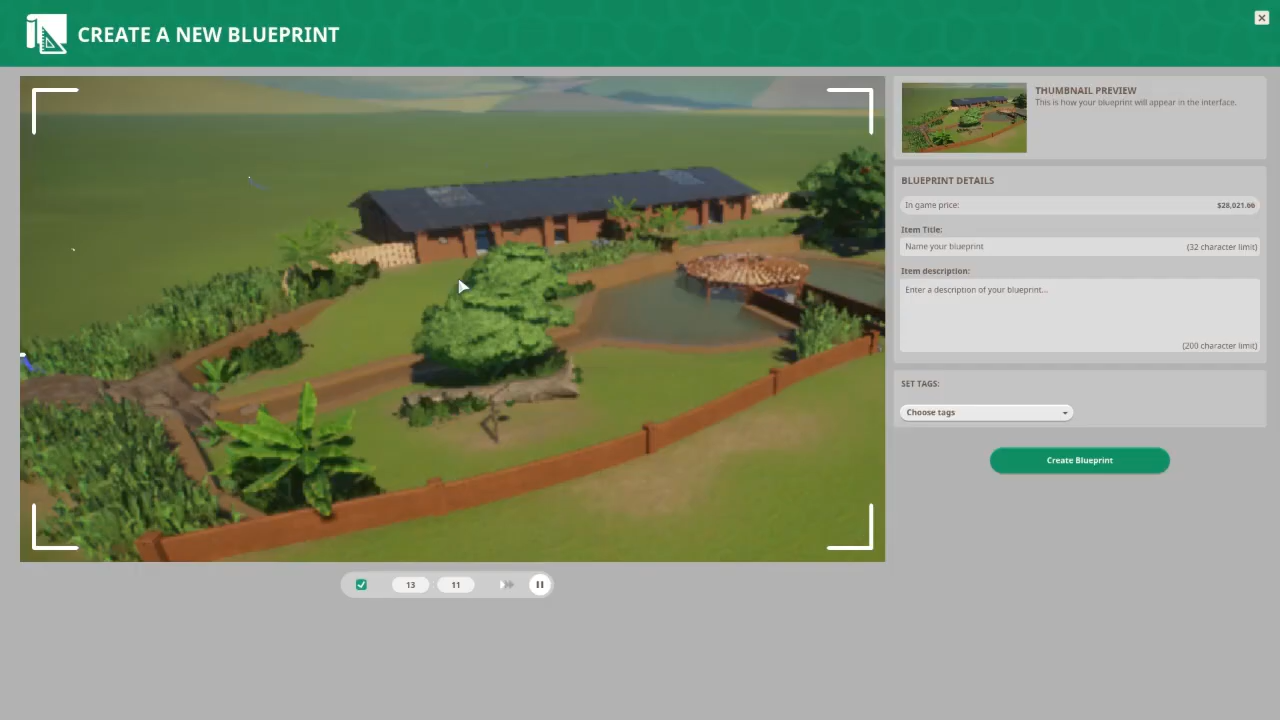 CREATE A NEW BLUEPRINT
THUMBNAIL PREVIEW
This is how your blueprint will appear in the interface.
BLUEPRINT DETAILS
In game price: $28,021.66
Item Title:
Name your blueprint (32 character limit)
Item description:
Enter a description of your blueprint...
(200 character limit)
SET TAGS:
Choose tags
Create Blueprint
13 11